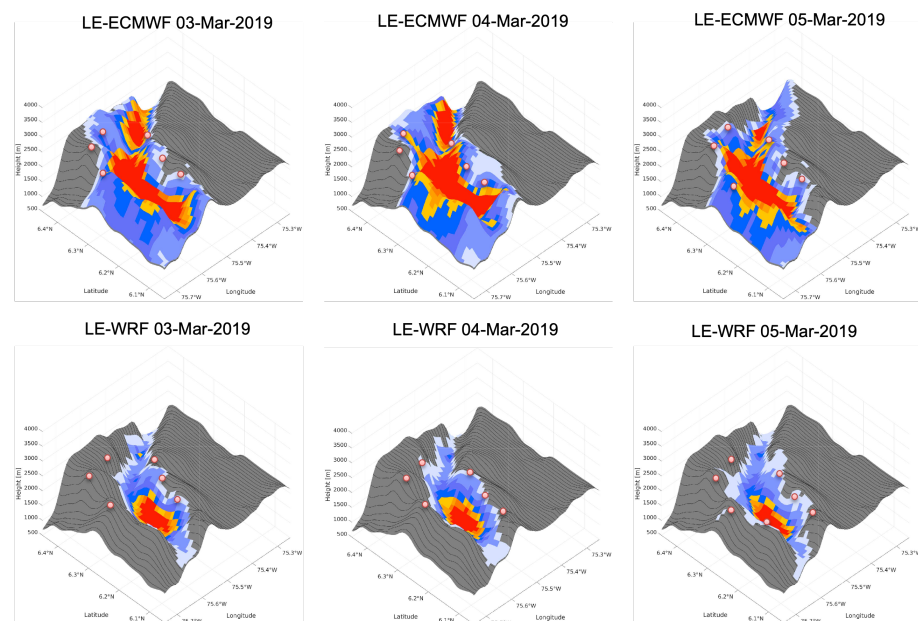 LE-ECMWF 03-Mar-2019
LE-ECMWF 04-Mar-2019
LE-ECMWF 05-Mar-2019
4000
3500
3000
2500
2000
1500
1000
500
Height [m]
6.4°N
6.3°N
6.2°N
6.1°N
Latitude
75.7°W
75.6°W
75.5°W
75.4°W
75.3°W
Longitude
4000
3500
3000
2500
2000
1500
1000
500
Height [m]
6.4°N
6.3°N
6.2°N
6.1°N
Latitude
75.7°W
75.6°W
75.5°W
75.4°W
75.3°W
Longitude
4000
3500
3000
2500
2000
1500
1000
500
Height [m]
6.4°N
6.3°N
6.2°N
6.1°N
Latitude
75.7°W
75.6°W
75.5°W
75.4°W
75.3°W
Longitude
LE-WRF 03-Mar-2019
LE-WRF 04-Mar-2019
LE-WRF 05-Mar-2019
4000
3500
3000
2500
2000
1500
1000
500
Height [m]
6.4°N
6.3°N
6.2°N
6.1°N
Latitude
75.6°W
75.5°W
75.4°W
75.3°W
Longitude
4000
3500
3000
2500
2000
1500
1000
500
Height [m]
6.4°N
6.3°N
6.2°N
6.1°N
Latitude
75.6°W
75.5°W
75.4°W
75.3°W
Longitude
4000
3500
3000
2500
2000
1500
1000
500
Height [m]
6.4°N
6.3°N
6.2°N
6.1°N
Latitude
75.6°W
75.5°W
75.4°W
75.3°W
Longitude